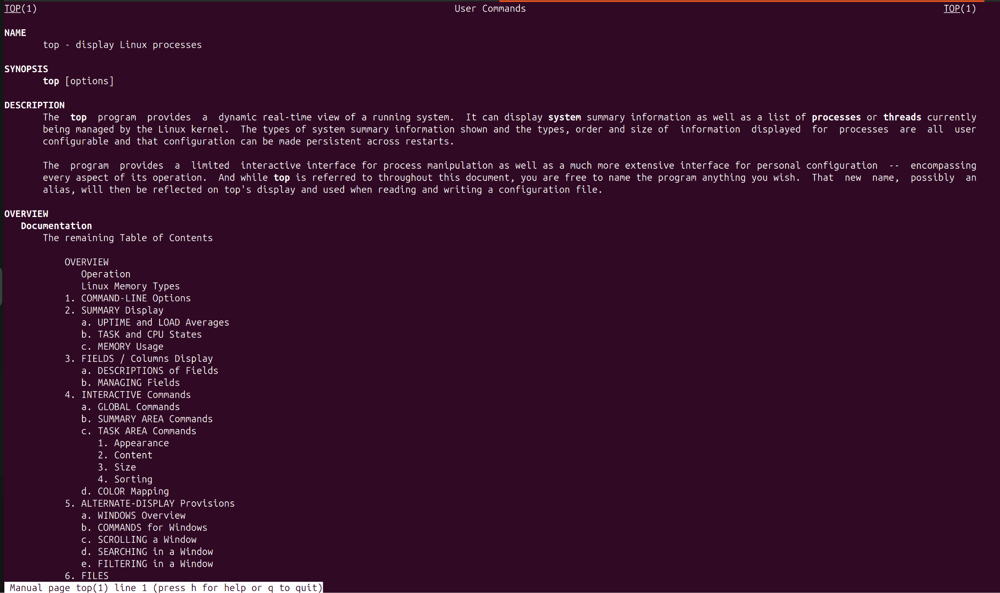 TOP(1) User Commands TOP(1)
NAME
top - display Linux processes
SYNOPSIS
top [options]
DESCRIPTION
The top program provides a dynamic real-time view of a running system. It can display system summary information as well as a list of processes or threads currently
being managed by the Linux kernel. The types of system summary information shown and the types, order and size of information displayed for processes are all user
configurable and that configuration can be made persistent across restarts.
The program provides a limited interactive interface for process manipulation as well as a much more extensive interface for personal configuration -- encompassing
every aspect of its operation. And while top is referred to throughout this document, you are free to name the program anything you wish. That new name, possibly an
alias, will then be reflected on top's display and used when reading and writing a configuration file.
OVERVIEW
Documentation
The remaining Table of Contents
OVERVIEW
Operation
Linux Memory Types
1. COMMAND-LINE Options
2. SUMMARY Display
a. UPTIME and LOAD Averages
b. TASK and CPU States
c. MEMORY Usage
3. FIELDS / Columns Display
a. DESCRIPTIONS of Fields
b. MANAGING Fields
4. INTERACTIVE Commands
a. GLOBAL Commands
b. SUMMARY AREA Commands
c. TASK AREA Commands
1. Appearance
2. Content
3. Size
4. Sorting
d. COLOR Mapping
5. ALTERNATE-DISPLAY Provisions
a. WINDOWS Overview
b. COMMANDS for Windows
c. SCROLLING a Window
d. SEARCHING in a Window
e. FILTERING in a Window
6. FILES
Manual page top(1) line 1 (press h for help or q to quit)